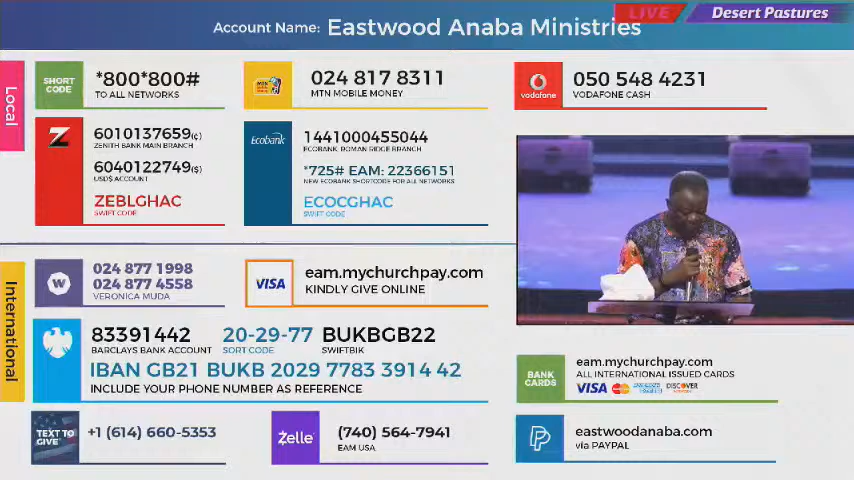 LIVE
Desert Pastures
Account Name: Eastwood Anaba Ministries
Local
SHORT CODE
*800*800#
TO ALL NETWORKS
024 817 8311
MTN MOBILE MONEY
vodafone
050 548 4231
VODAFONE CASH
6010137659(¢)
ZENITH BANK MAIN BRANCH
6040122749($)
USD$ ACCOUNT
ZEBLGHAC
SWIFT CODE
Ecobank
1441000455044
ECOBANK, ROMAN RIDGE BRANCH
*725# EAM: 22366151
NEW ECOBANK SHORTCODE FOR ALL NETWORKS
ECOCGHAC
SWIFT CODE
International
W
024 877 1998
024 877 4558
VERONICA MUDA
VISA
eam.mychurchpay.com
KINDLY GIVE ONLINE
83391442 20-29-77 BUKBGB22
BARCLAYS BANK ACCOUNT SORT CODE SWIFTBIK
IBAN GB21 BUKB 2029 7783 3914 42
INCLUDE YOUR PHONE NUMBER AS REFERENCE
TEXT TO GIVE
+1 (614) 660-5353
Zelle
(740) 564-7941
EAM USA
BANK CARDS
eam.mychurchpay.com
ALL INTERNATIONAL ISSUED CARDS
VISA DISCOVER
eastwoodanaba.com
via PAYPAL